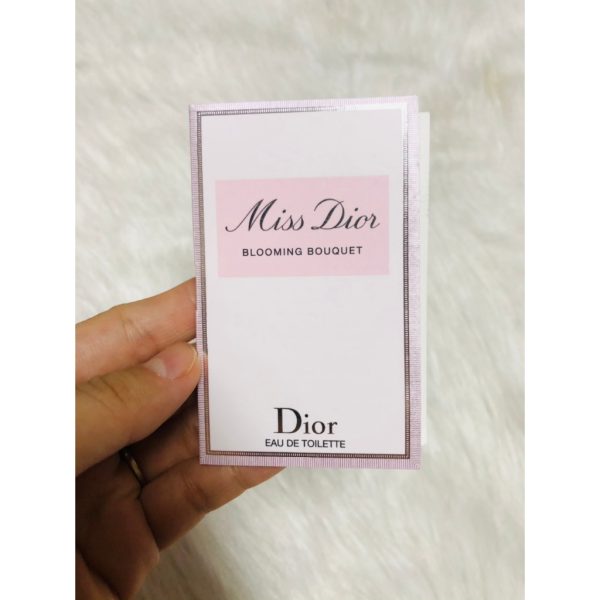 Miss Dior
BLOOMING BOUQUET
Dior
EAU DE TOILETTE